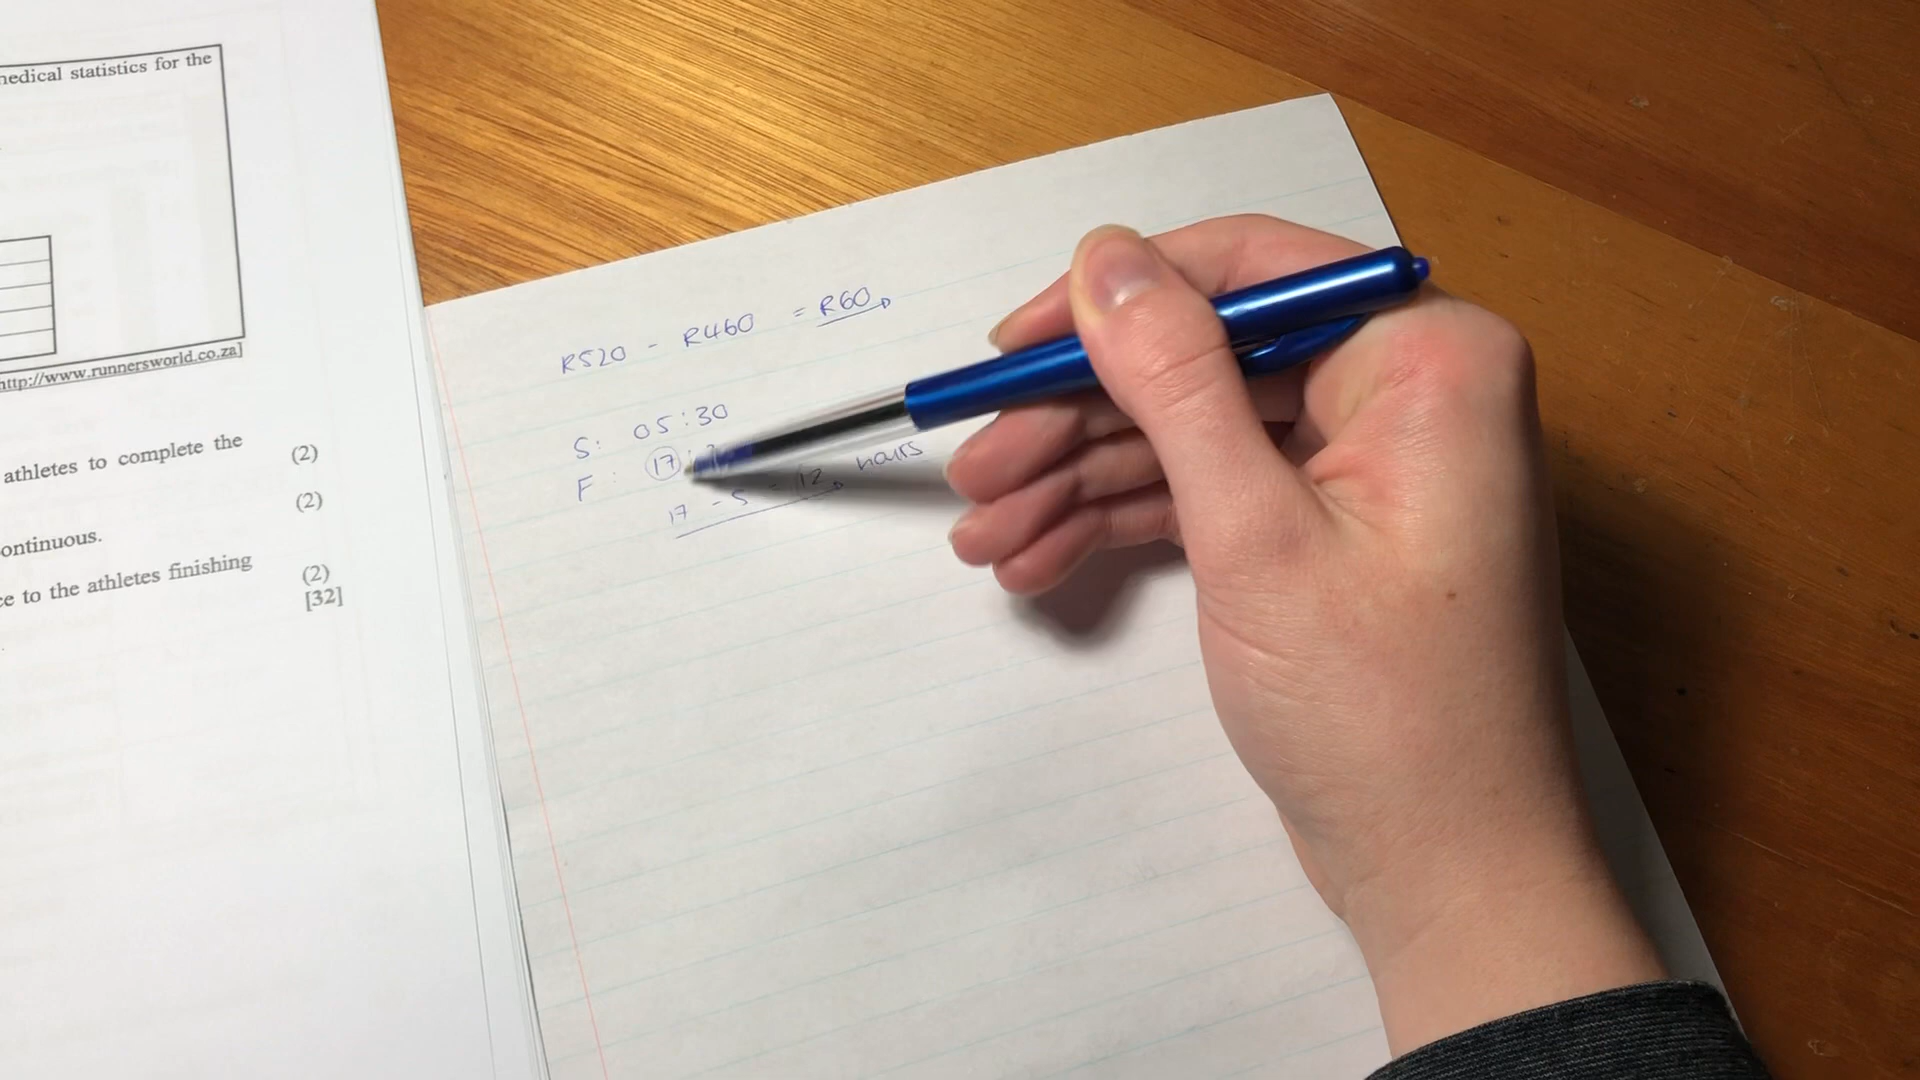 medical statistics for the
http://www.runnersworld.co.za]
athletes to complete the (2)
(2)
continuous.
to the athletes finishing (2)
[32]
R520 - R460 = R60
S: 05:30
F: 17:
17 - 5 = 12 hours